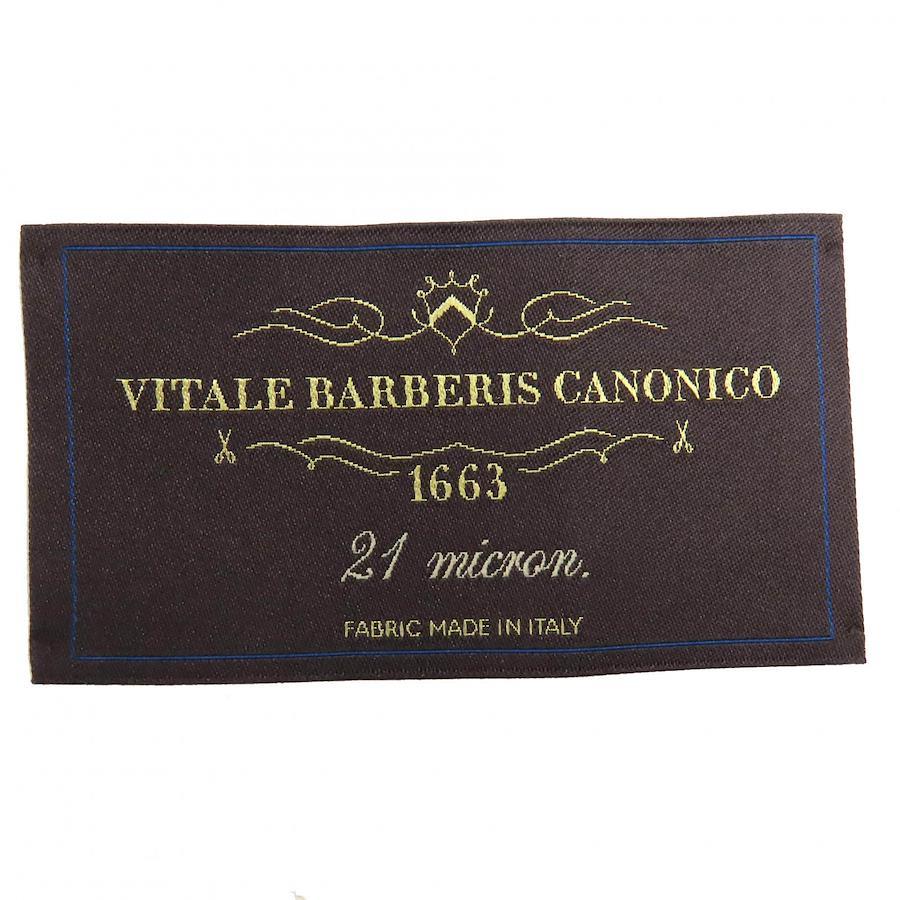 VITALE BARBERIS CANONICO
1663
21 micron.
FABRIC MADE IN ITALY